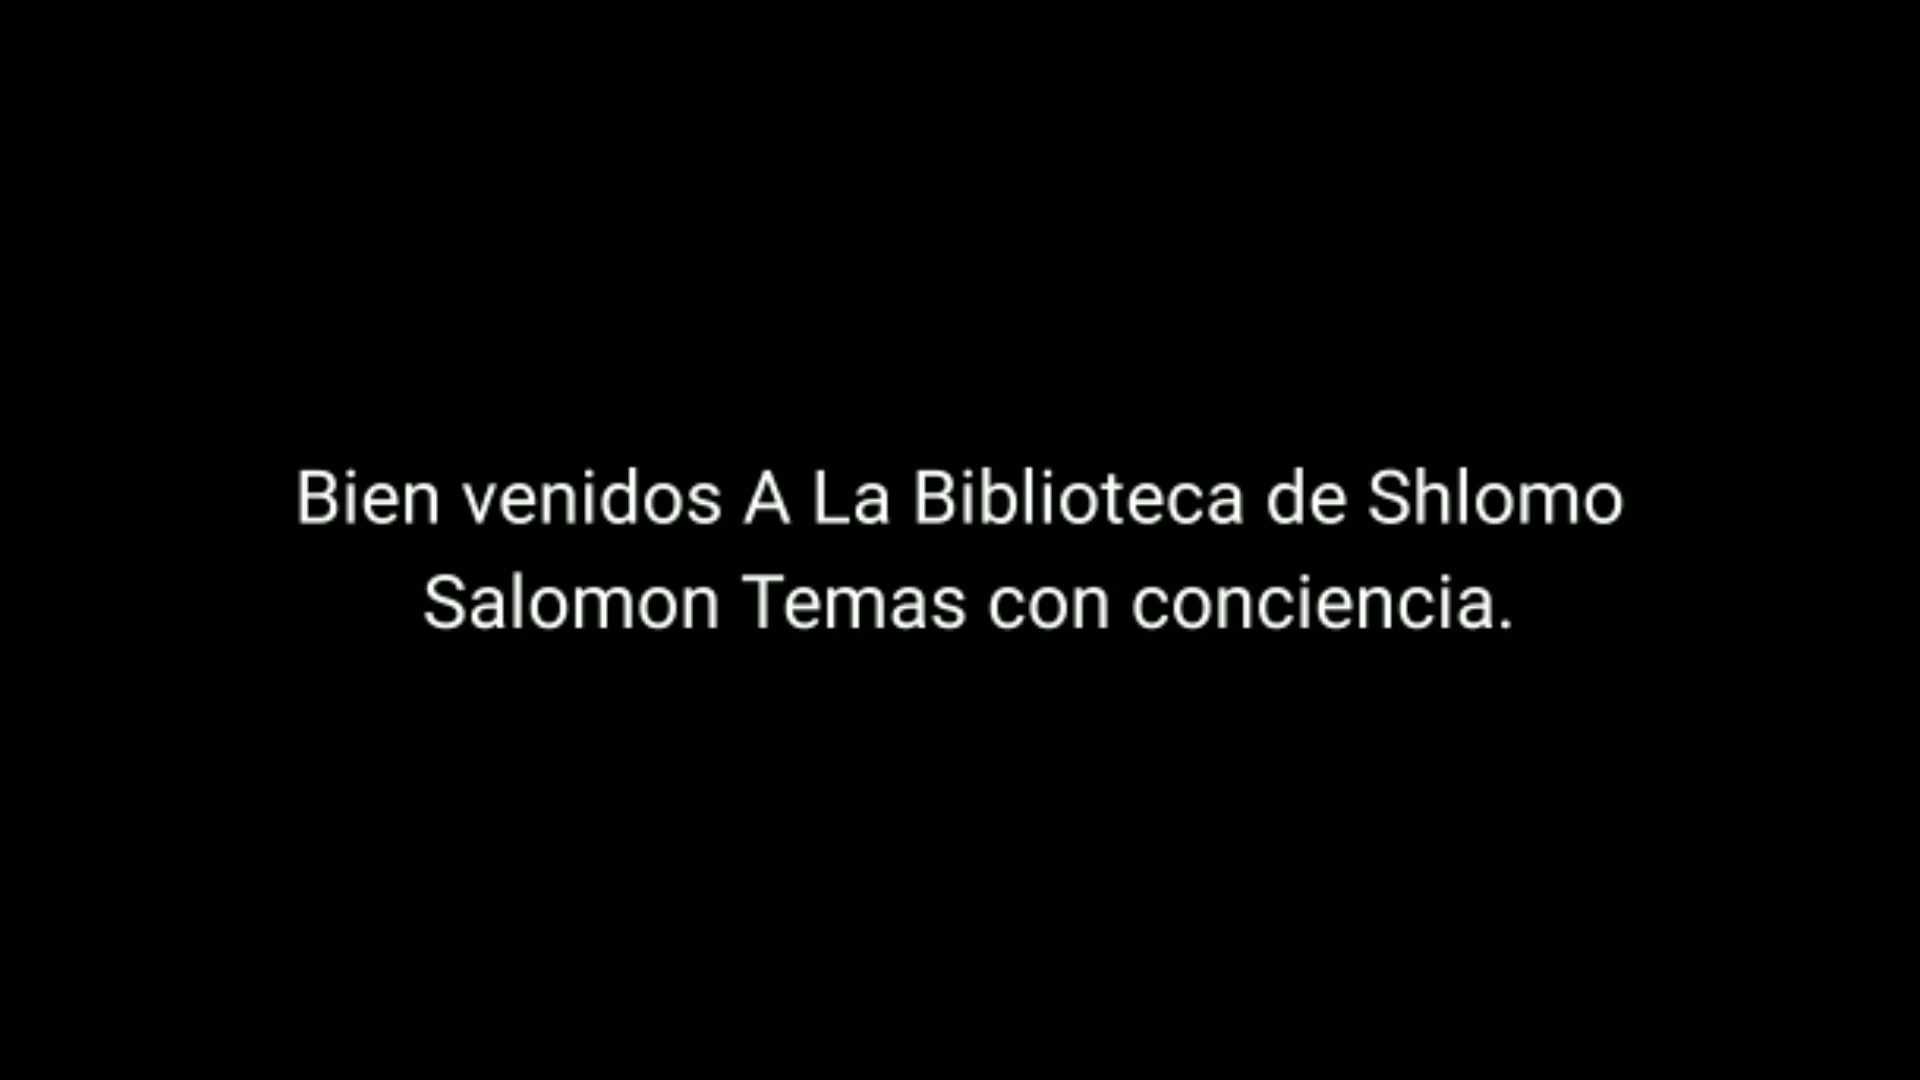 Bien venidos A La Biblioteca de Shlomo
Salomon Temas con conciencia.